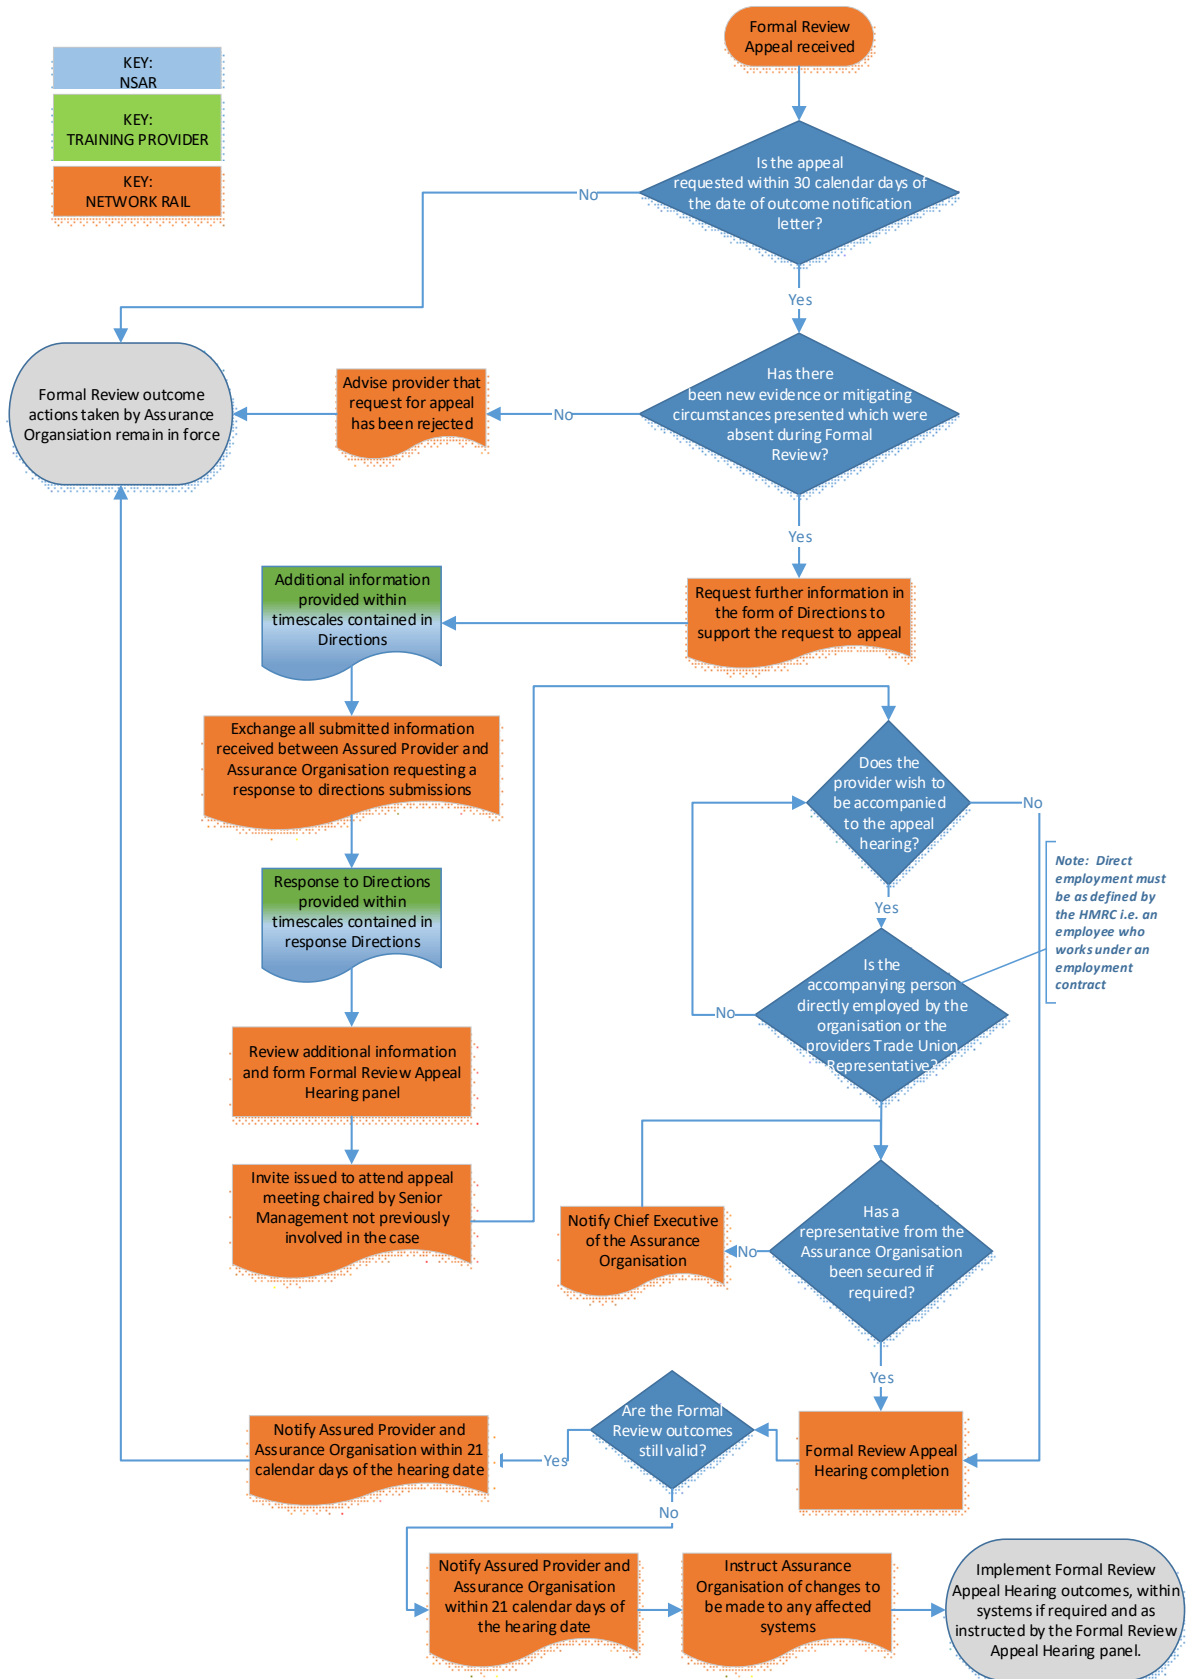 Formal Review
Appeal received
KEY:
NSAR
KEY:
TRAINING PROVIDER
KEY:
NETWORK RAIL
Is the appeal
requested within 30 calendar days of
the date of outcome notification
letter?
No
Yes
Has there
been new evidence or mitigating
circumstances presented which were
absent during Formal
Review?
No
Advise provider that
request for appeal
has been rejected
Formal Review outcome
actions taken by Assurance
Organsiation remain in force
Yes
Request further information in
the form of Directions to
support the request to appeal
Additional information
provided within
timescales contained in
Directions
Exchange all submitted information
received between Assured Provider and
Assurance Organisation requesting a
response to directions submissions
Response to Directions
provided within
timescales contained in
response Directions
Review additional information
and form Formal Review Appeal
Hearing panel
Invite issued to attend appeal
meeting chaired by Senior
Management not previously
involved in the case
Does the
provider wish to
be accompanied
to the appeal
hearing?
No
Yes
Note: Direct
employment must
be as defined by
the HMRC i.e. an
employee who
works under an
employment
contract
Is the
accompanying person
directly employed by the
organisation or the
providers Trade Union
Representative?
No
Has a
representative from the
Assurance Organisation
been secured if
required?
No
Notify Chief Executive
of the Assurance
Organisation
Yes
Formal Review Appeal
Hearing completion
Are the Formal
Review outcomes
still valid?
Yes
Notify Assured Provider and
Assurance Organisation within 21
calendar days of the hearing date
No
Notify Assured Provider and
Assurance Organisation
within 21 calendar days of
the hearing date
Instruct Assurance
Organisation of changes to
be made to any affected
systems
Implement Formal Review
Appeal Hearing outcomes, within
systems if required and as
instructed by the Formal Review
Appeal Hearing panel.